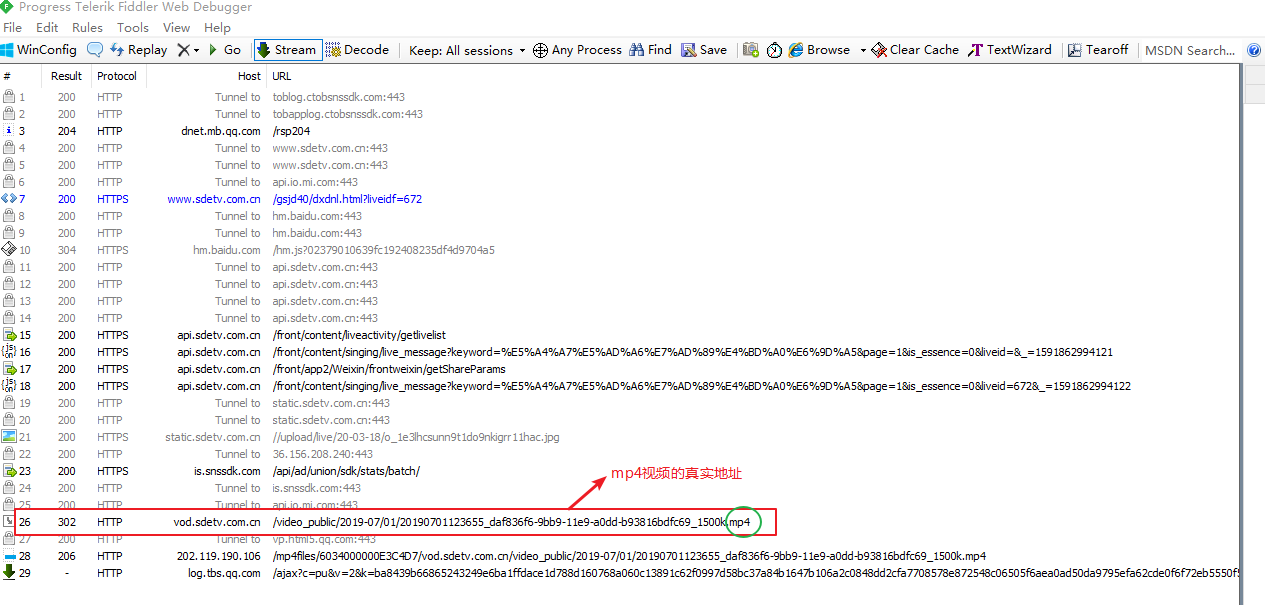 Progress Telerik Fiddler Web Debugger
File Edit Rules Tools View Help
WinConfig Replay Go Stream Decode Keep: All sessions Any Process Find Save Browse Clear Cache TextWizard Tearoff MSDN Search...
# Result Protocol Host URL
1 200 HTTP Tunnel to toblog.ctobsnssdk.com:443
2 200 HTTP Tunnel to tobapplog.ctobsnssdk.com:443
3 204 HTTP dnet.mb.qq.com /rsp204
4 200 HTTP Tunnel to www.sdetv.com.cn:443
5 200 HTTP Tunnel to www.sdetv.com.cn:443
6 200 HTTP Tunnel to api.io.mi.com:443
7 200 HTTPS www.sdetv.com.cn /gsjd40/dxdnl.html?liveidf=672
8 200 HTTP Tunnel to hm.baidu.com:443
9 200 HTTP Tunnel to hm.baidu.com:443
10 304 HTTPS hm.baidu.com /hm.js?02379010639fc192408235df4d9704a5
11 200 HTTP Tunnel to api.sdetv.com.cn:443
12 200 HTTP Tunnel to api.sdetv.com.cn:443
13 200 HTTP Tunnel to api.sdetv.com.cn:443
14 200 HTTP Tunnel to api.sdetv.com.cn:443
15 200 HTTPS api.sdetv.com.cn /front/content/liveactivity/getlivelist
16 200 HTTPS api.sdetv.com.cn /front/content/singing/live_message?keyword=%E5%A4%A7%E5%AD%A6%E7%AD%89%E4%BD%A0%E6%9D%A5&page=1&is_essence=0&liveid=&_=1591862994121
17 200 HTTPS api.sdetv.com.cn /front/app2/Weixin/frontweixin/getShareParams
18 200 HTTPS api.sdetv.com.cn /front/content/singing/live_message?keyword=%E5%A4%A7%E5%AD%A6%E7%AD%89%E4%BD%A0%E6%9D%A5&page=1&is_essence=0&liveid=672&_=1591862994122
19 200 HTTP Tunnel to static.sdetv.com.cn:443
20 200 HTTP Tunnel to static.sdetv.com.cn:443
21 200 HTTPS static.sdetv.com.cn //upload/live/20-03-18/o_1e3lhcsunn9t1do9nkigrr11hac.jpg
22 200 HTTP Tunnel to 36.156.208.240:443
23 200 HTTPS is.snssdk.com /api/ad/union/sdk/stats/batch/
mp4视频的真实地址
24 200 HTTP Tunnel to is.snssdk.com:443
25 200 HTTP Tunnel to api.io.mi.com:443
26 302 HTTP vod.sdetv.com.cn /video_public/2019-07/01/20190701123655_daf836f6-9bb9-11e9-a0dd-b93816bdfc69_1500k.mp4
27 200 HTTP Tunnel to vp.html5.qq.com:443
28 206 HTTP 202.119.190.106 /mp4files/6034000000E3C4D7/vod.sdetv.com.cn/video_public/2019-07/01/20190701123655_daf836f6-9bb9-11e9-a0dd-b93816bdfc69_1500k.mp4
29 - HTTP log.tbs.qq.com /ajax?c=pu&v=2&k=ba8439b66865243249e6ba1ffdace1d788d160768a060c13891c62f0997d58bc37a84b1647b106a2c0848dd2cfa7708578e872548c06505f6aea0ad50da9795efa62cde0f6f72eb5550f5